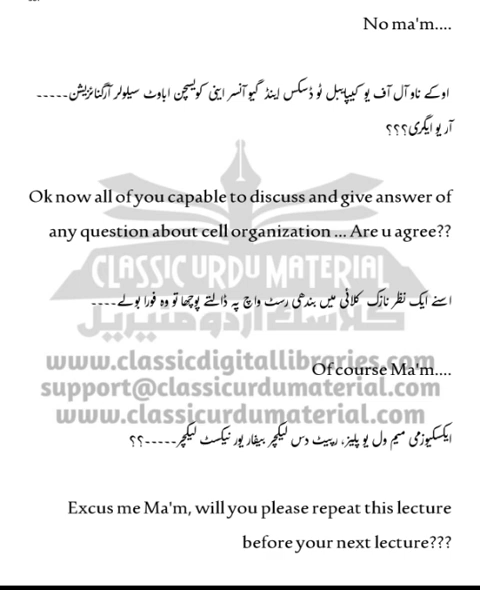 No ma'm....
اوکے ناو آل آف یو کیپایبل ٹو ڈسکس اینڈ گیو آنسر اینی کویسچن اباوٹ سیلولر آرگنائزیشن-----
آر یو ایگری؟؟؟
Ok now all of you capable to discuss and give answer of
any question about cell organization ... Are u agree??
CLASSIC URDU MATERIAL
اسنے ایک نظر نازک کلائی میں بندھی رسٹ واچ پہ ڈالتے پوچھا تو وہ فورا بولے----
کلاسک اردو میٹیریل
www.classicdigitallibraries.com
Of course Ma'm....
support@classicurdumaterial.com
www.classicurdumaterial.com
ایکسکیوزمی میم ول یو پلیز، ریپیٹ دس لیکچر بیفار یور نیکسٹ لیکچر-----؟؟
Excus me Ma'm, will you please repeat this lecture
before your next lecture???